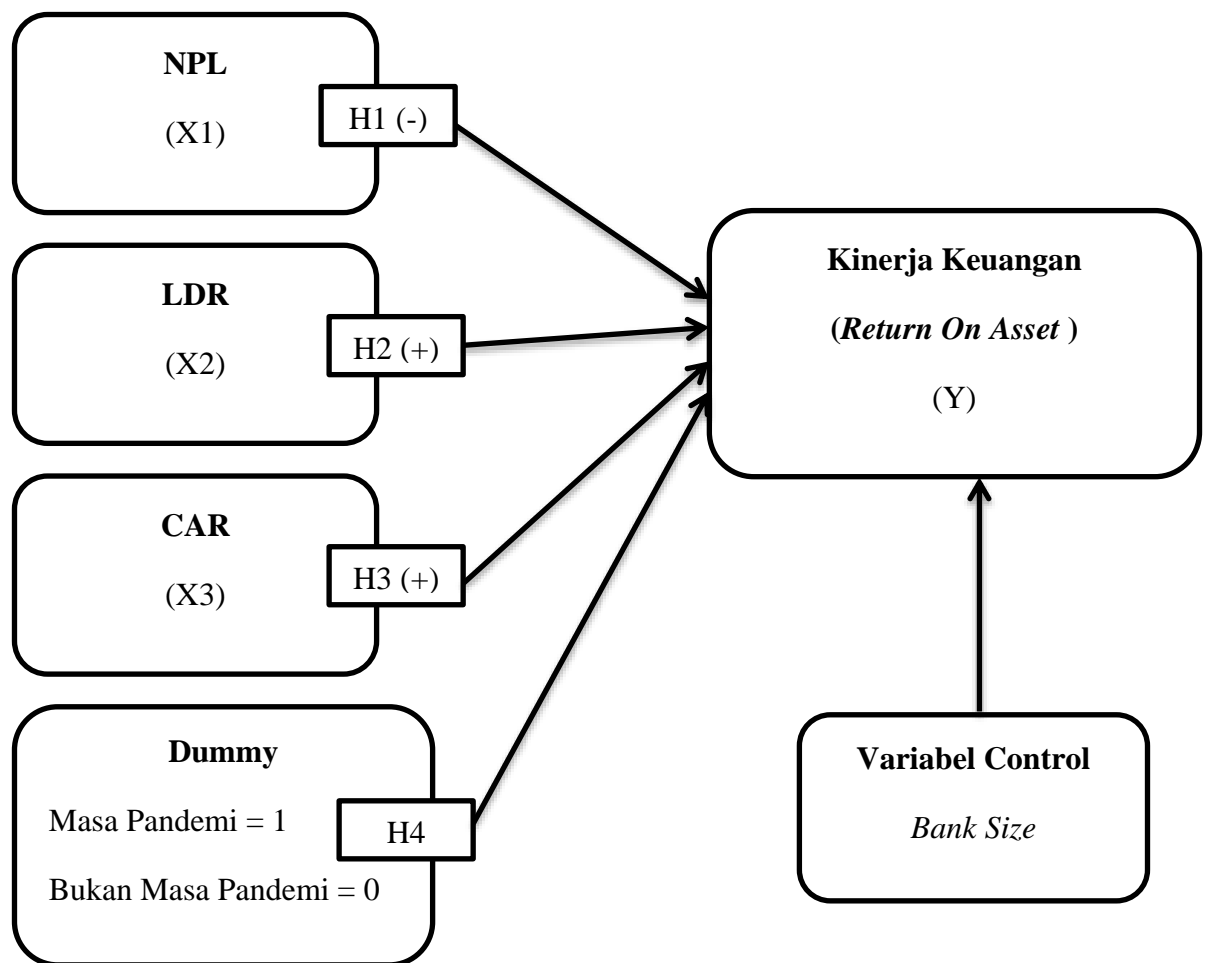 NPL
(X1)
H1 (-)
LDR
(X2)
H2 (+)
CAR
(X3)
H3 (+)
Dummy
Masa Pandemi = 1
Bukan Masa Pandemi = 0
H4
Kinerja Keuangan
(Return On Asset )
(Y)
Variabel Control
Bank Size